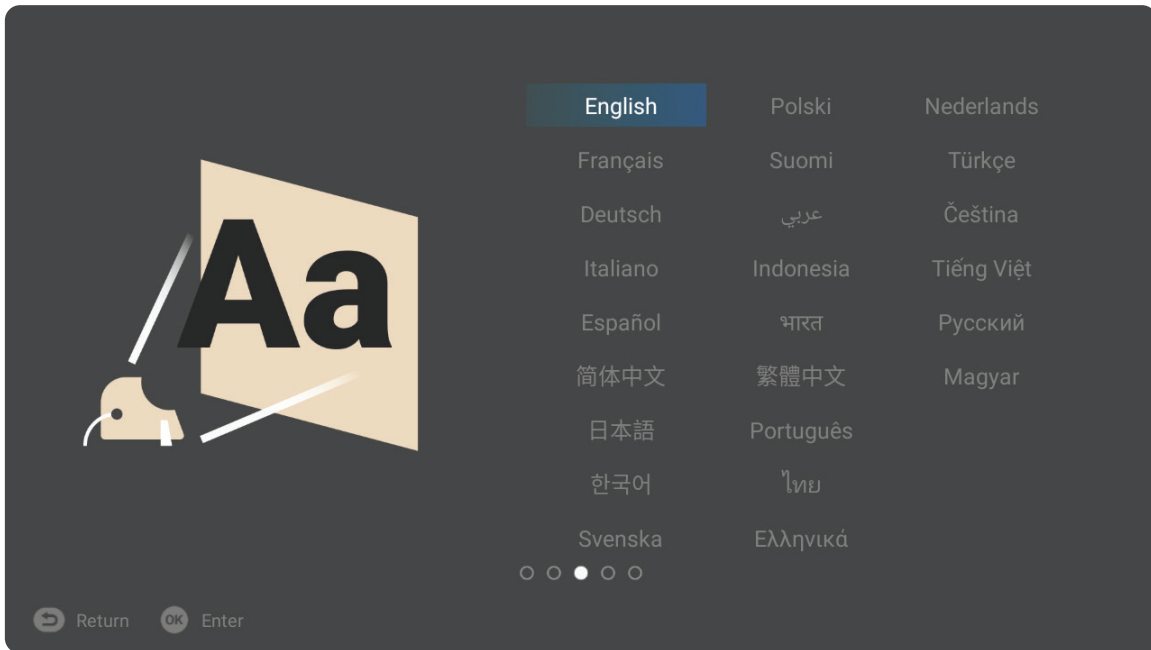 Aa
English Polski Nederlands
Français Suomi Türkçe
Deutsch عربي Čeština
Italiano Indonesia Tiếng Việt
Español भारत Русский
简体中文 繁體中文 Magyar
日本語 Português
한국어 ไทย
Svenska Ελληνικά
Return OK Enter